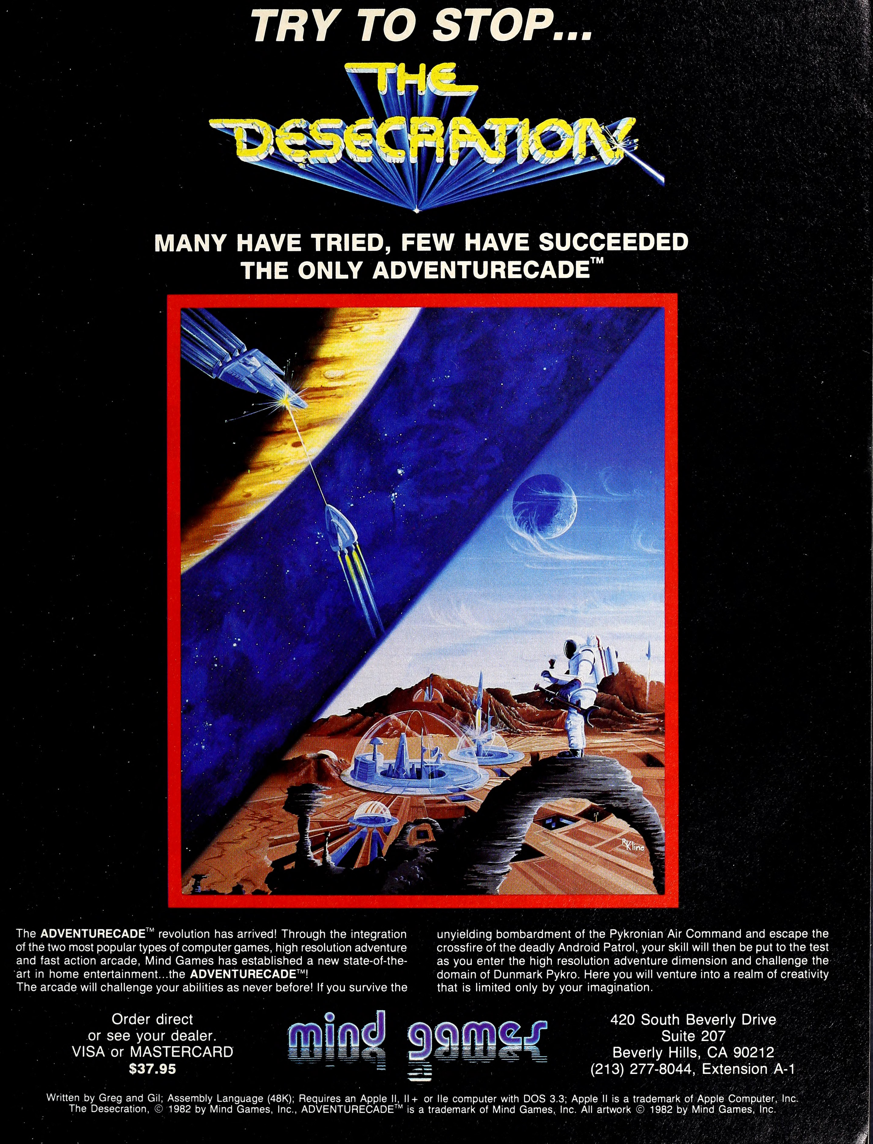 TRY TO STOP...
THE
DESECRATION
MANY HAVE TRIED, FEW HAVE SUCCEEDED
THE ONLY ADVENTURECADE™
The ADVENTURECADE™ revolution has arrived! Through the integration
of the two most popular types of computer games, high resolution adventure
and fast action arcade, Mind Games has established a new state-of-the-
art in home entertainment...the ADVENTURECADE™!
The arcade will challenge your abilities as never before! If you survive the
unyielding bombardment of the Pykronian Air Command and escape the
crossfire of the deadly Android Patrol, your skill will then be put to the test
as you enter the high resolution adventure dimension and challenge the
domain of Dunmark Pykro. Here you will venture into a realm of creativity
that is limited only by your imagination.
Order direct
or see your dealer.
VISA or MASTERCARD
$37.95
mind games
420 South Beverly Drive
Suite 207
Beverly Hills, CA 90212
(213) 277-8044, Extension A-1
Written by Greg and Gil; Assembly Language (48K); Requires an Apple II, II+ or IIe computer with DOS 3.3; Apple II is a trademark of Apple Computer, Inc.
The Desecration, © 1982 by Mind Games, Inc., ADVENTURECADE™ is a trademark of Mind Games, Inc. All artwork © 1982 by Mind Games, Inc.